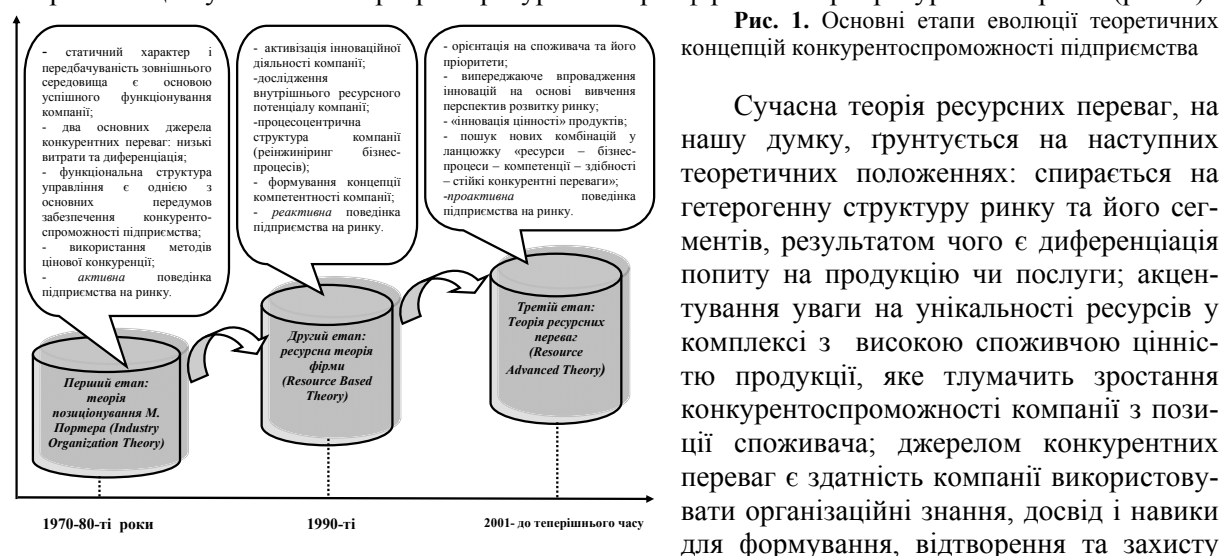 - статичний характер і
передбачуваність зовнішнього
середовища є основою
успішного функціонування
компанії;
- два основних джерела
конкурентних переваг: низькі
витрати та диференціація;
- функціональна структура
управління є однією з
основних передумов
забезпечення конкуренто-
спроможності підприємства;
- використання методів
цінової конкуренції;
- активна поведінка
підприємства на ринку.
- активізація інноваційної
діяльності компанії;
-дослідження
внутрішнього ресурсного
потенціалу компанії;
-процесоцентрична
структура компанії
(реінжиніринг бізнес-
процесів);
- формування концепції
компетентності компанії;
- реактивна поведінка
підприємства на ринку.
- орієнтація на споживача та його
пріоритети;
- випереджаюче впровадження
інновацій на основі вивчення
перспектив розвитку ринку;
- «інновація цінності» продуктів;
- пошук нових комбінацій у
ланцюжку «ресурси – бізнес-
процеси – компетенції – здібності
– стійкі конкурентні переваги»;
-проактивна поведінка
підприємства на ринку.
Перший етап:
теорія
позиціонування М.
Портера (Industry
Organization Theory)
Другий етап:
ресурсна теорія
фірми
(Resource Based
Theory)
Третій етап:
Теорія ресурсних
переваг
(Resource
Advanced Theory)
1970-80-ті роки
1990-ті
2001- до теперішнього часу
Рис. 1. Основні етапи еволюції теоретичних
концепцій конкурентоспроможності підприємства
Сучасна теорія ресурсних переваг, на
нашу думку, ґрунтується на наступних
теоретичних положеннях: спирається на
гетерогенну структуру ринку та його сег-
ментів, результатом чого є диференціація
попиту на продукцію чи послуги; акцен-
тування уваги на унікальності ресурсів у
комплексі з високою споживчою цінніс-
тю продукції, яке тлумачить зростання
конкурентоспроможності компанії з пози-
ції споживача; джерелом конкурентних
переваг є здатність компанії використову-
вати організаційні знання, досвід і навики
для формування, відтворення та захисту